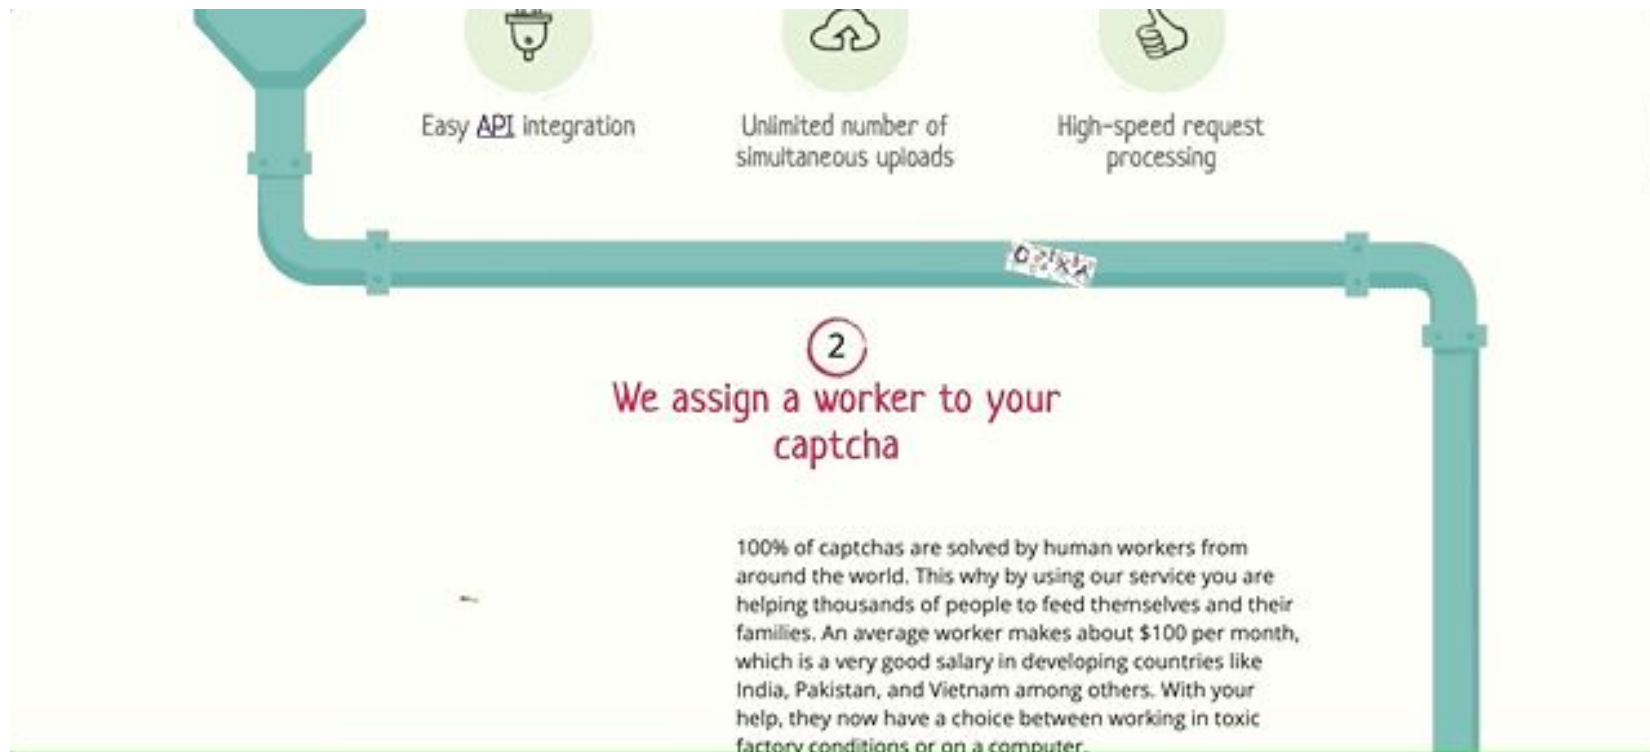 Easy API integration
Unlimited number of
simultaneous uploads
High-speed request
processing
2
We assign a worker to your
captcha
100% of captchas are solved by human workers from
around the world. This why by using our service you are
helping thousands of people to feed themselves and their
families. An average worker makes about $100 per month,
which is a very good salary in developing countries like
India, Pakistan, and Vietnam among others. With your
help, they now have a choice between working in toxic
factory conditions or on a computer.